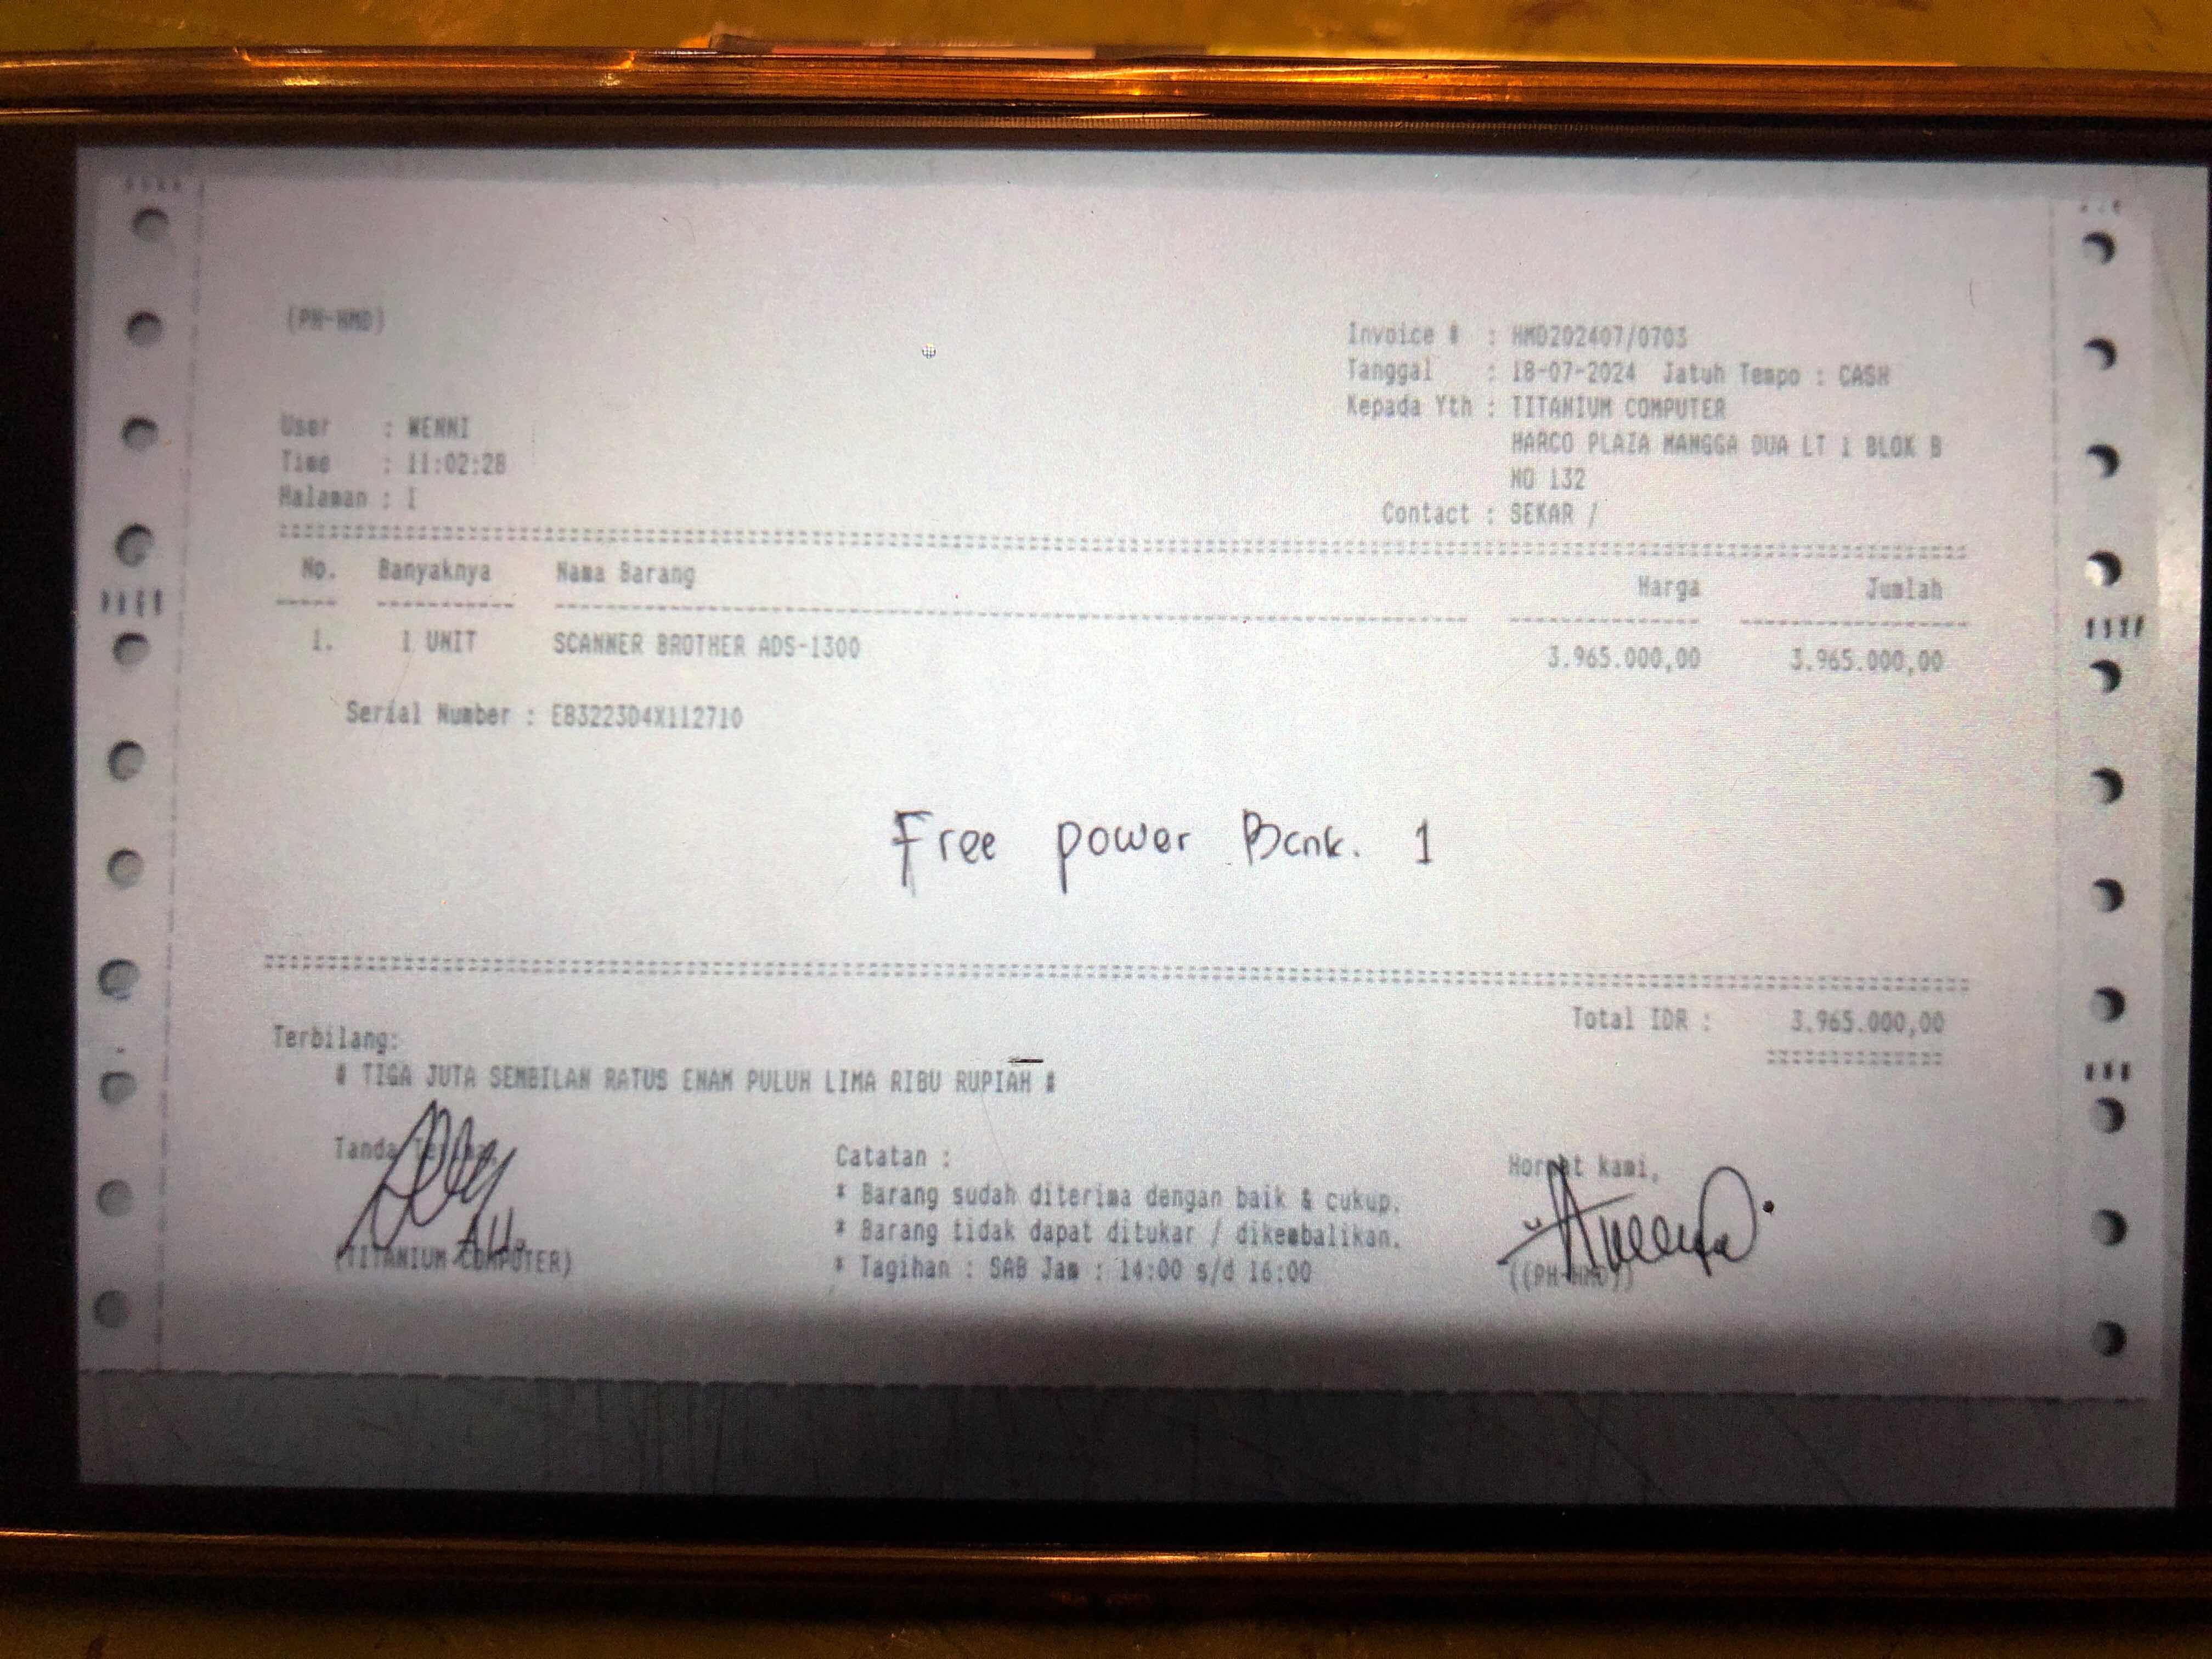 (PH-HMD)
Invoice # : HMD202407/0703
Tanggal : 18-07-2024 Jatuh Tempo : CASH
Kepada Yth : TITANIUM COMPUTER
HARCO PLAZA MANGGA DUA LT 1 BLOK B
NO 132
Contact : SEKAR /
User : WENNI
Time : 11:02:28
Halaman : 1
No. Banyaknya Nama Barang Harga Jumlah
1. 1 UNIT SCANNER BROTHER ADS-1300 3.965.000,00 3.965.000,00
Serial Number : E83223D4X112710
Free power Bank. 1
Total IDR : 3.965.000,00
Terbilang:
# TIGA JUTA SEMBILAN RATUS ENAM PULUH LIMA RIBU RUPIAH #
Tanda Terima,
(TITANIUM COMPUTER)
Catatan :
* Barang sudah diterima dengan baik & cukup.
* Barang tidak dapat ditukar / dikembalikan.
* Tagihan : SAB Jam : 14:00 s/d 16:00
Hormat kami,
((PH-HMD))